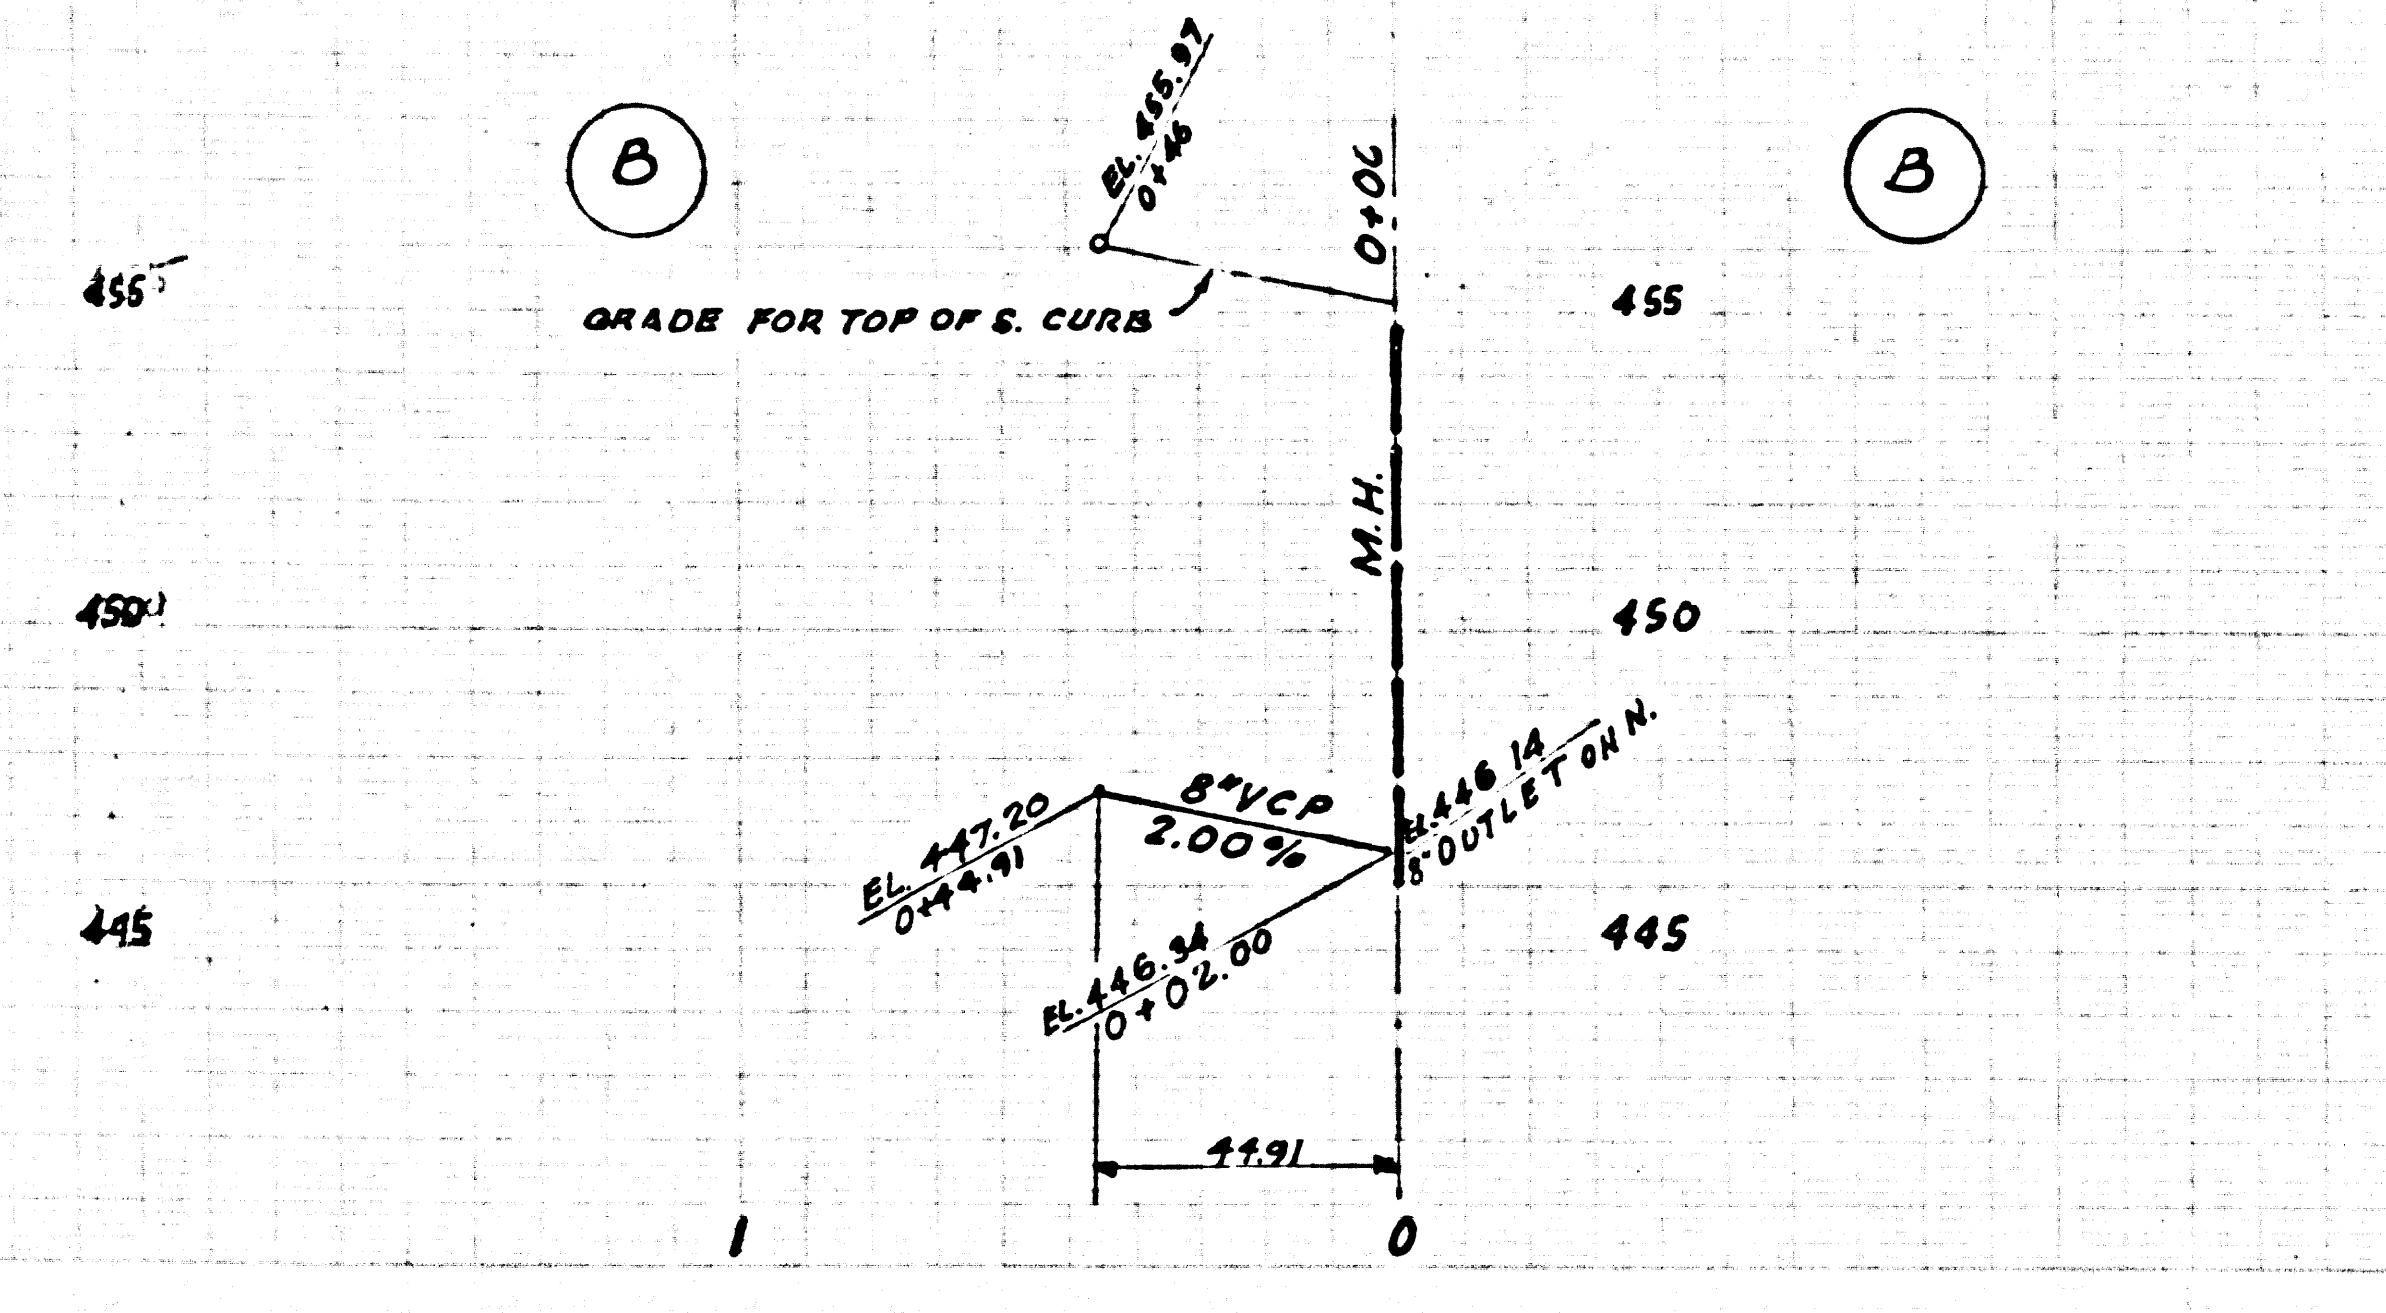 EL. 455.97
0+46
B
0+06
B
455
GRADE FOR TOP OF S. CURB
455
M.H.
450
450
EL. 446 14
8" OUTLET ON N.
8" VCP
2.00 %
EL. 447.20
0+44.91
445
EL. 446.34
0+02.00
445
44.91
1
0